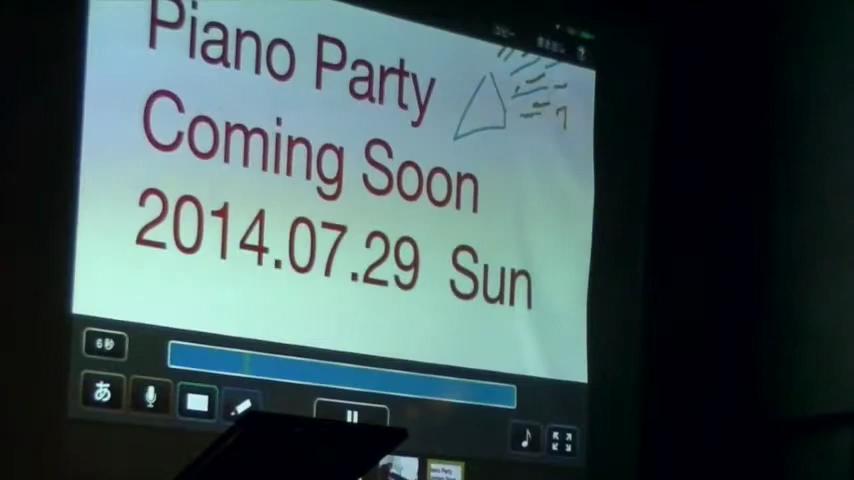 Piano Party
Coming Soon
2014.07.29 Sun
6秒
あ